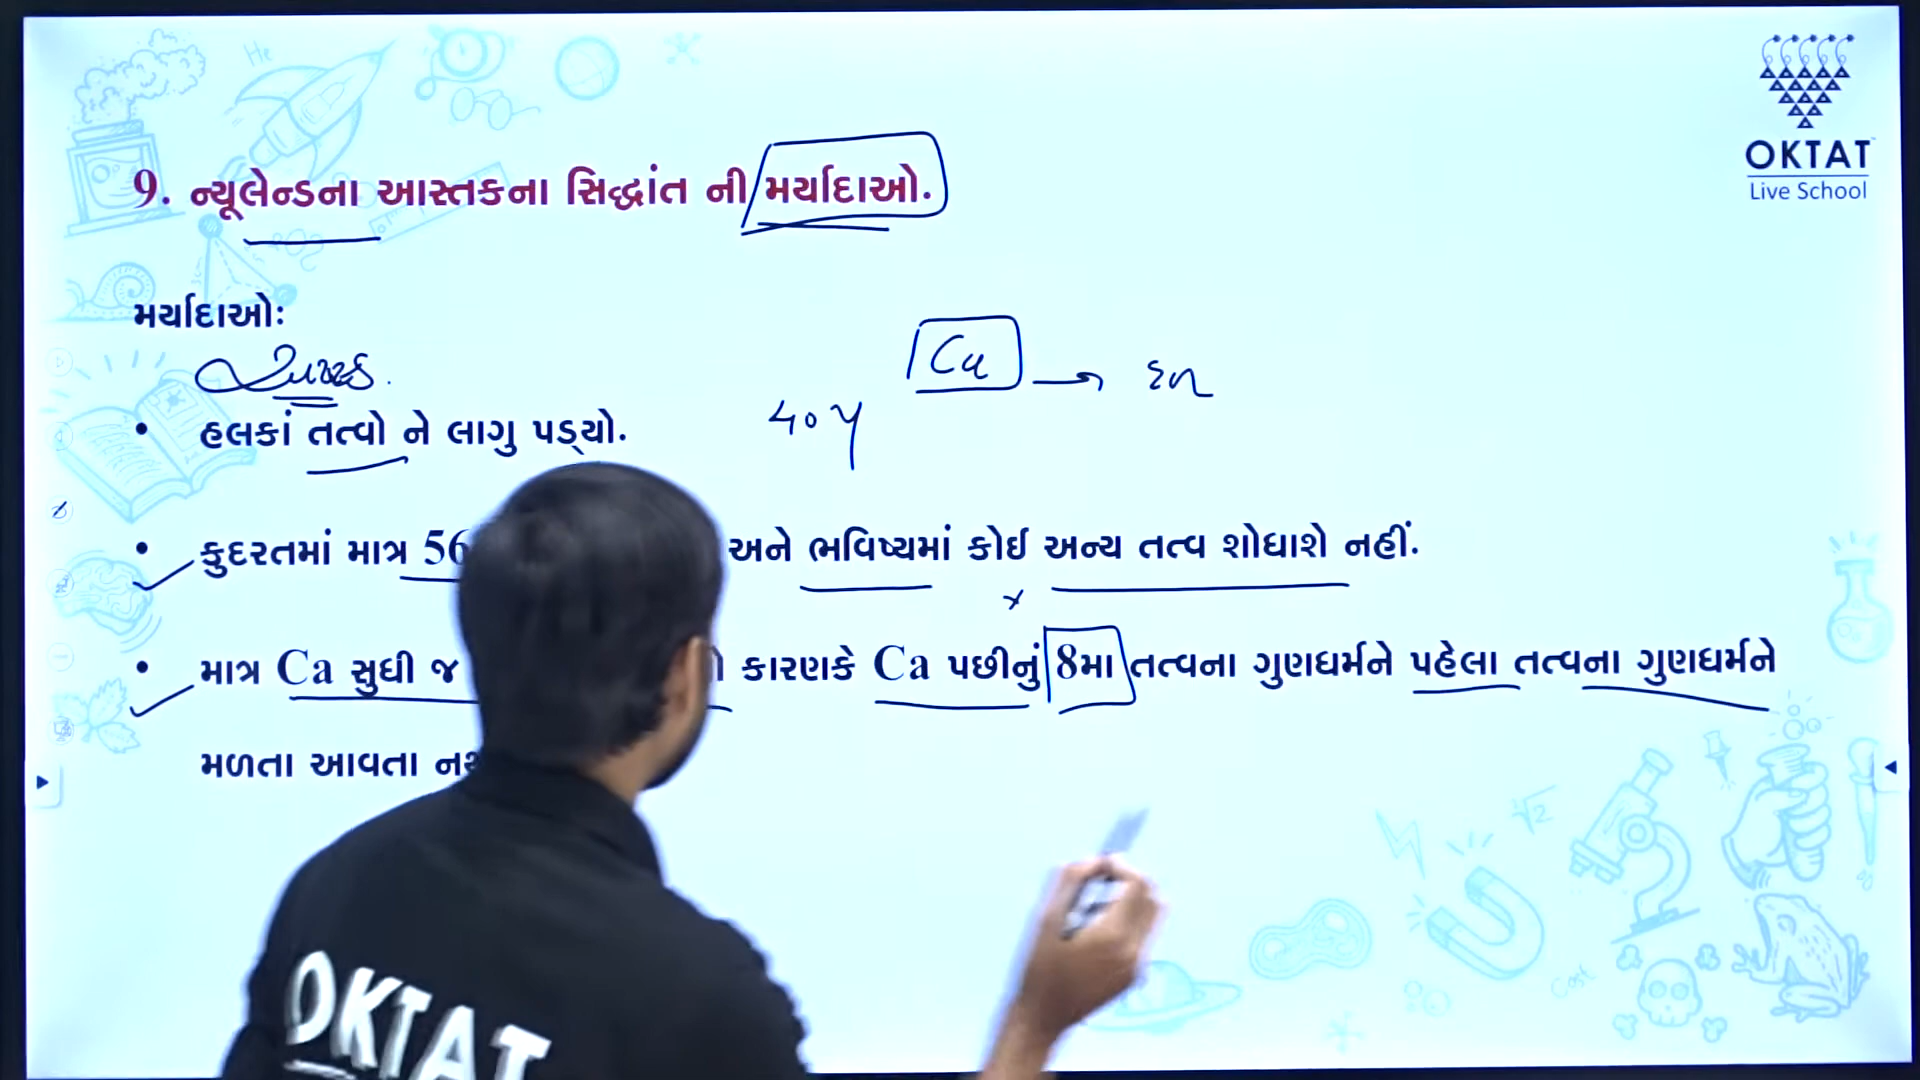 OKTAT
Live School
9. ન્યૂલેન્ડના આસ્તકના સિદ્ધાંત ની મર્યાદાઓ.
મર્યાદાઓઃ
Ca
40
હલકાં તત્વો ને લાગુ પડ્યો.
કુદરતમાં માત્ર 56 અને ભવિષ્યમાં કોઈ અન્ય તત્વ શોધાશે નહીં.
માત્ર Ca સુધી જ કારણકે Ca પછીનું 8મા તત્વના ગુણધર્મને પહેલા તત્વના ગુણધર્મને
મળતા આવતા
OKTAT